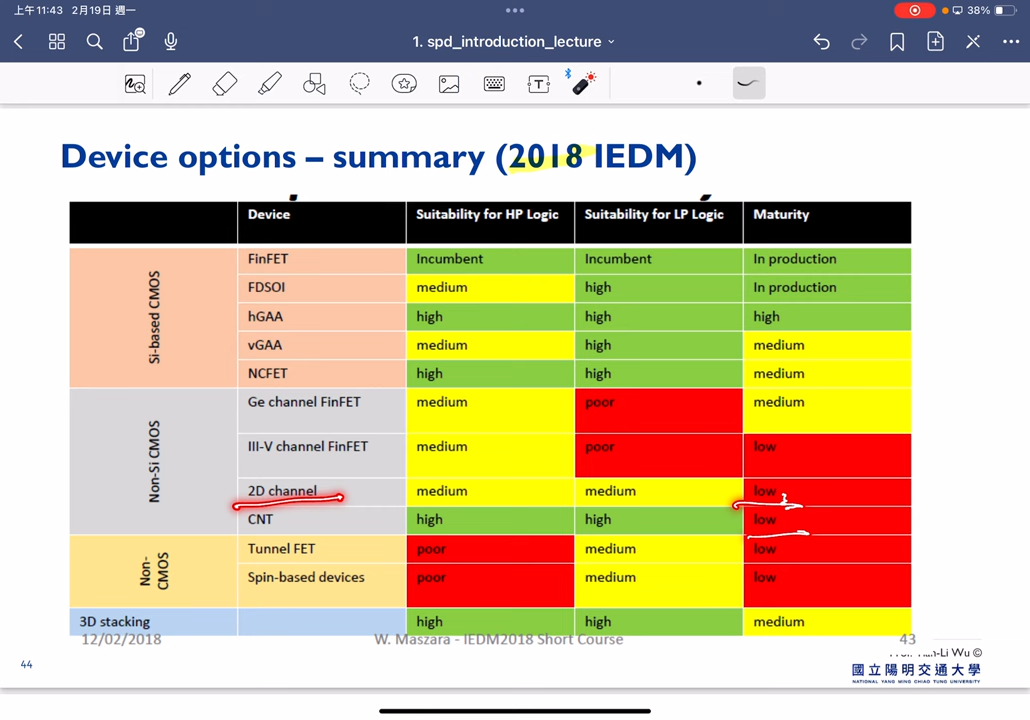 上午11:43 2月19日 週一
38%
1. spd_introduction_lecture
T
Device options – summary (2018 IEDM)
Device Suitability for HP Logic Suitability for LP Logic Maturity
Si-based CMOS
FinFET Incumbent Incumbent In production
FDSOI medium high In production
hGAA high high high
vGAA medium high medium
NCFET high high medium
Non-Si CMOS
Ge channel FinFET medium poor medium
III-V channel FinFET medium poor low
2D channel medium medium low
CNT high high low
Non-
CMOS
Tunnel FET poor medium low
Spin-based devices poor medium low
3D stacking high high medium
12/02/2018 W. Maszara - IEDM2018 Short Course 43
-Li Wu ©
44
國立陽明交通大學
NATIONAL YANG MING CHIAO TUNG UNIVERSITY